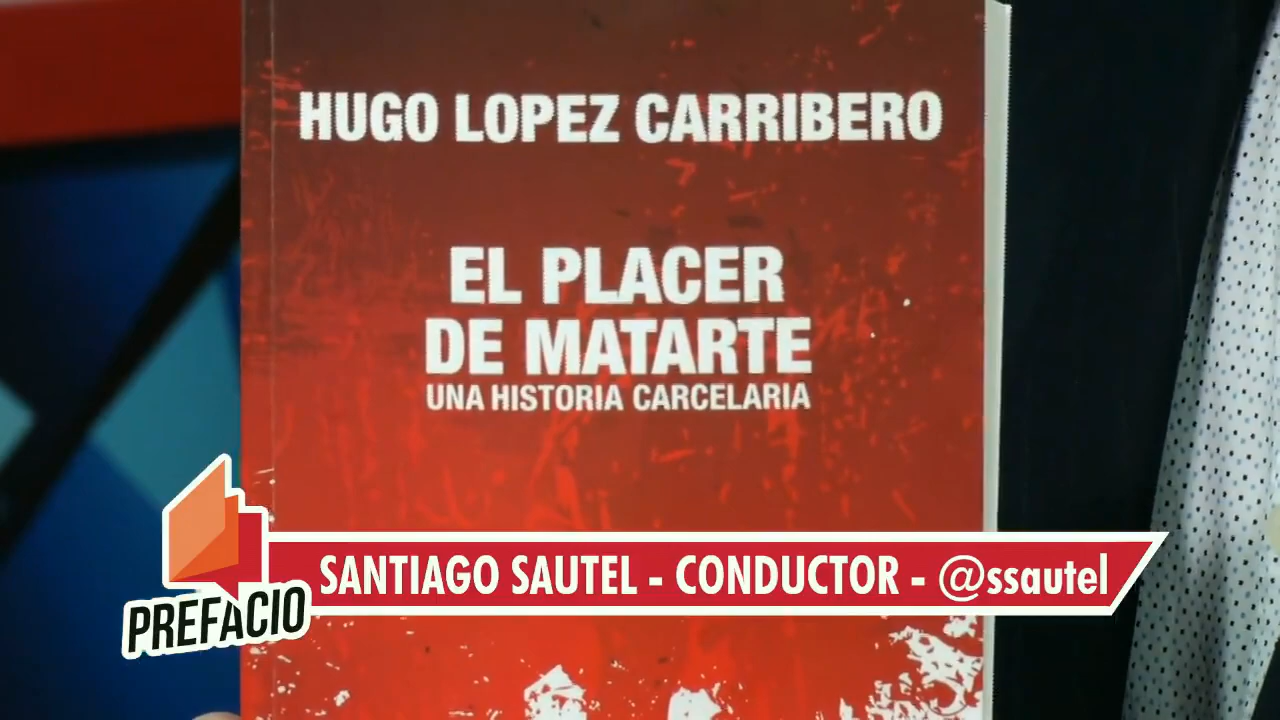 HUGO LOPEZ CARRIBERO
EL PLACER
DE MATARTE
UNA HISTORIA CARCELARIA
SANTIAGO SAUTEL - CONDUCTOR - @ssautel
PREFACIO